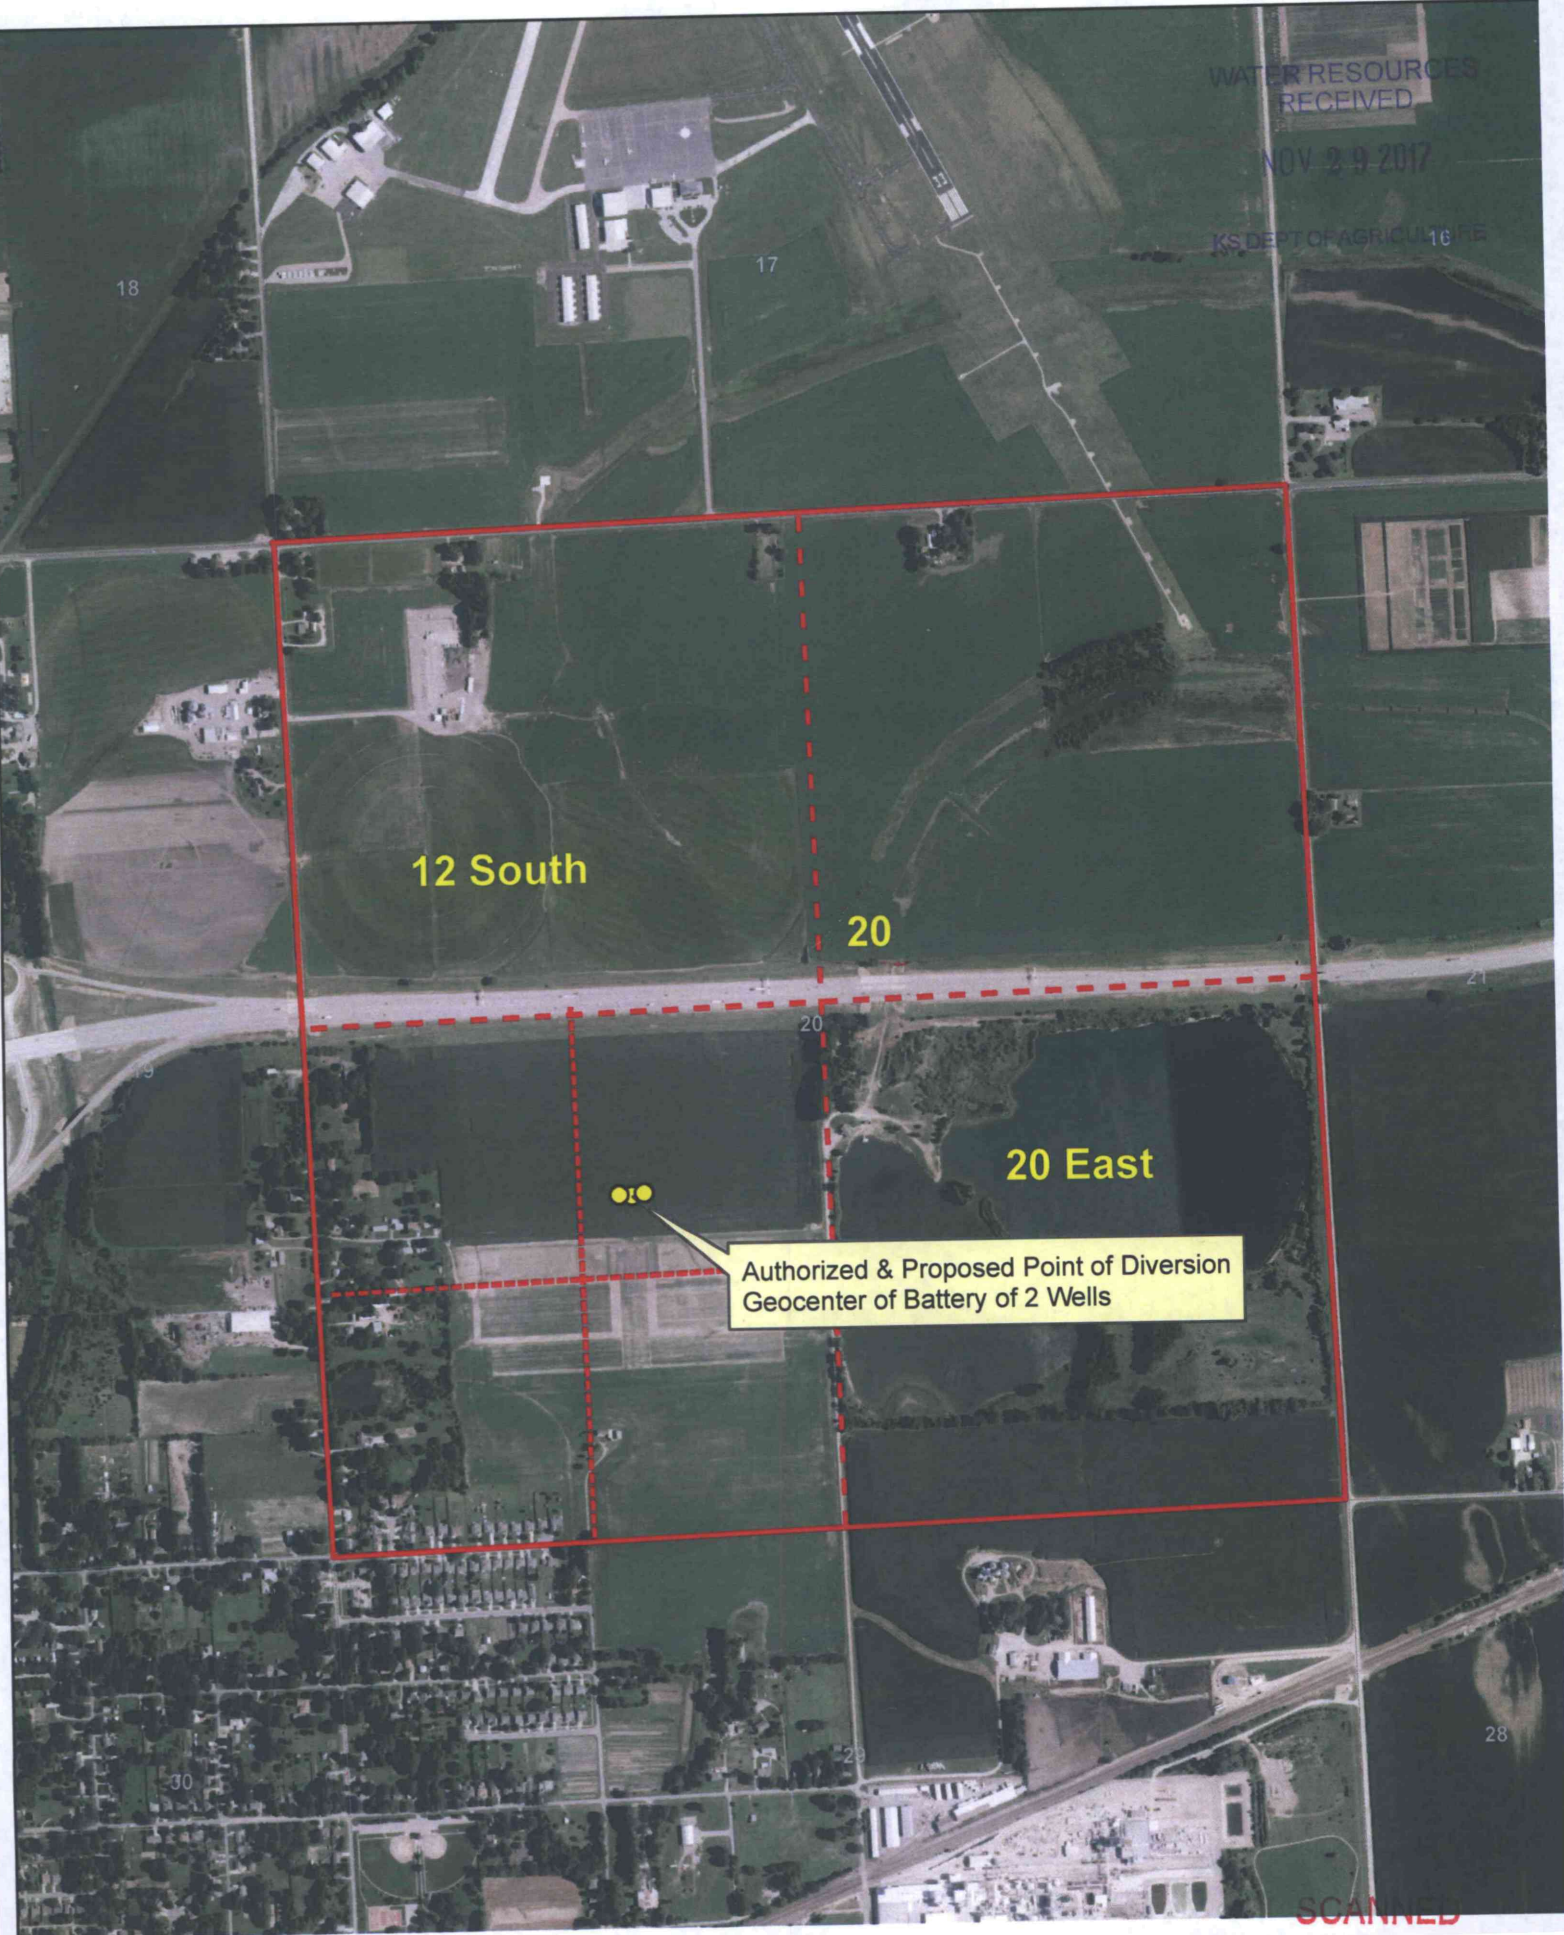 WATER RESOURCES
RECEIVED
NOV 29 2017
KS DEPT OF AGRICULTURE
16
17
18
12 South
20
21
20
19
20 East
Authorized & Proposed Point of Diversion
Geocenter of Battery of 2 Wells
28
29
30
SCANNED